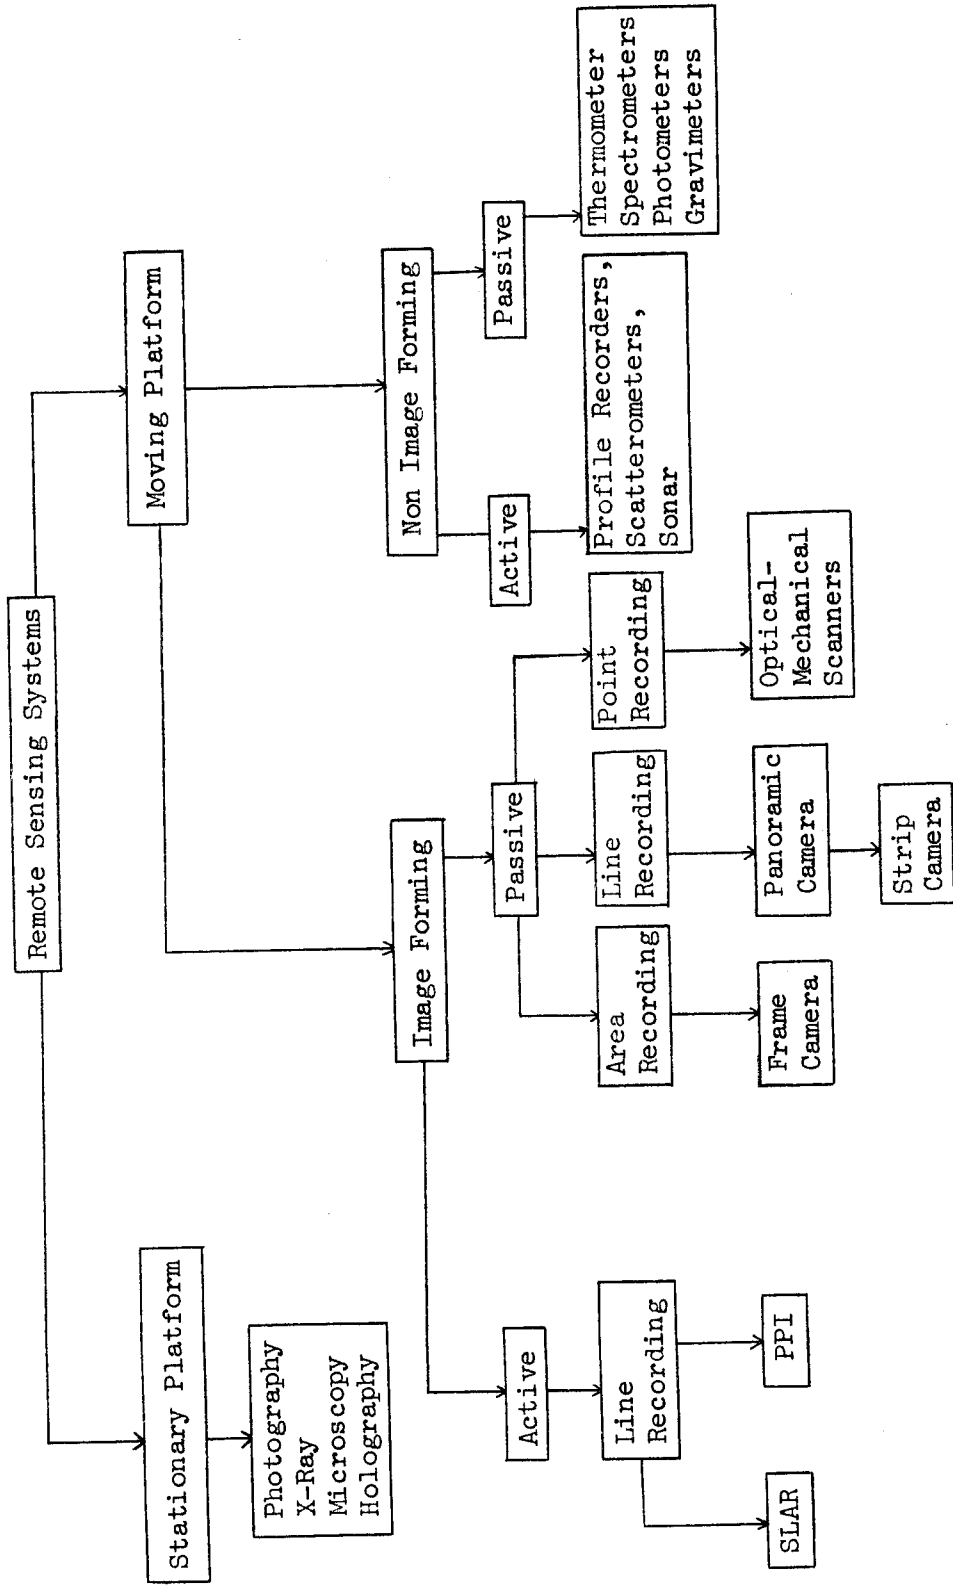 Remote Sensing Systems
Stationary Platform
Moving Platform
Photography
X-Ray
Microscopy
Holography
Image Forming
Non Image Forming
Active
Passive
Active
Passive
Line
Recording
Area
Recording
Line
Recording
Point
Recording
Profile Recorders,
Scatterometers,
Sonar
Thermometer
Spectrometers
Photometers
Gravimeters
SLAR
PPI
Frame
Camera
Panoramic
Camera
Optical-
Mechanical
Scanners
Strip
Camera